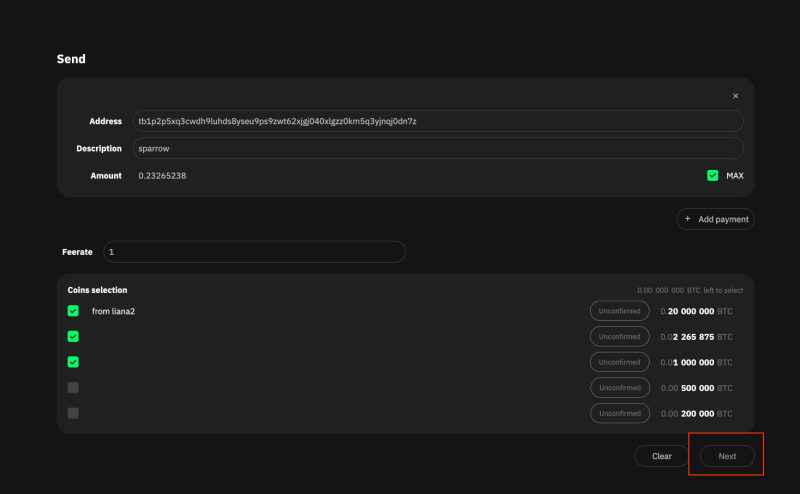 Send
×
Address tb1p2p5xq3cwdh9luhds8yseu9ps9zwt62xjgj040xlgzz0km5q3yjnqj0dn7z
Description sparrow
Amount 0.23265238 MAX
+ Add payment
Feerate 1
Coins selection 0.00 000 000 BTC left to select
from liana2 Unconfirmed 0.20 000 000 BTC
Unconfirmed 0.02 265 875 BTC
Unconfirmed 0.01 000 000 BTC
Unconfirmed 0.00 500 000 BTC
Unconfirmed 0.00 200 000 BTC
Clear Next